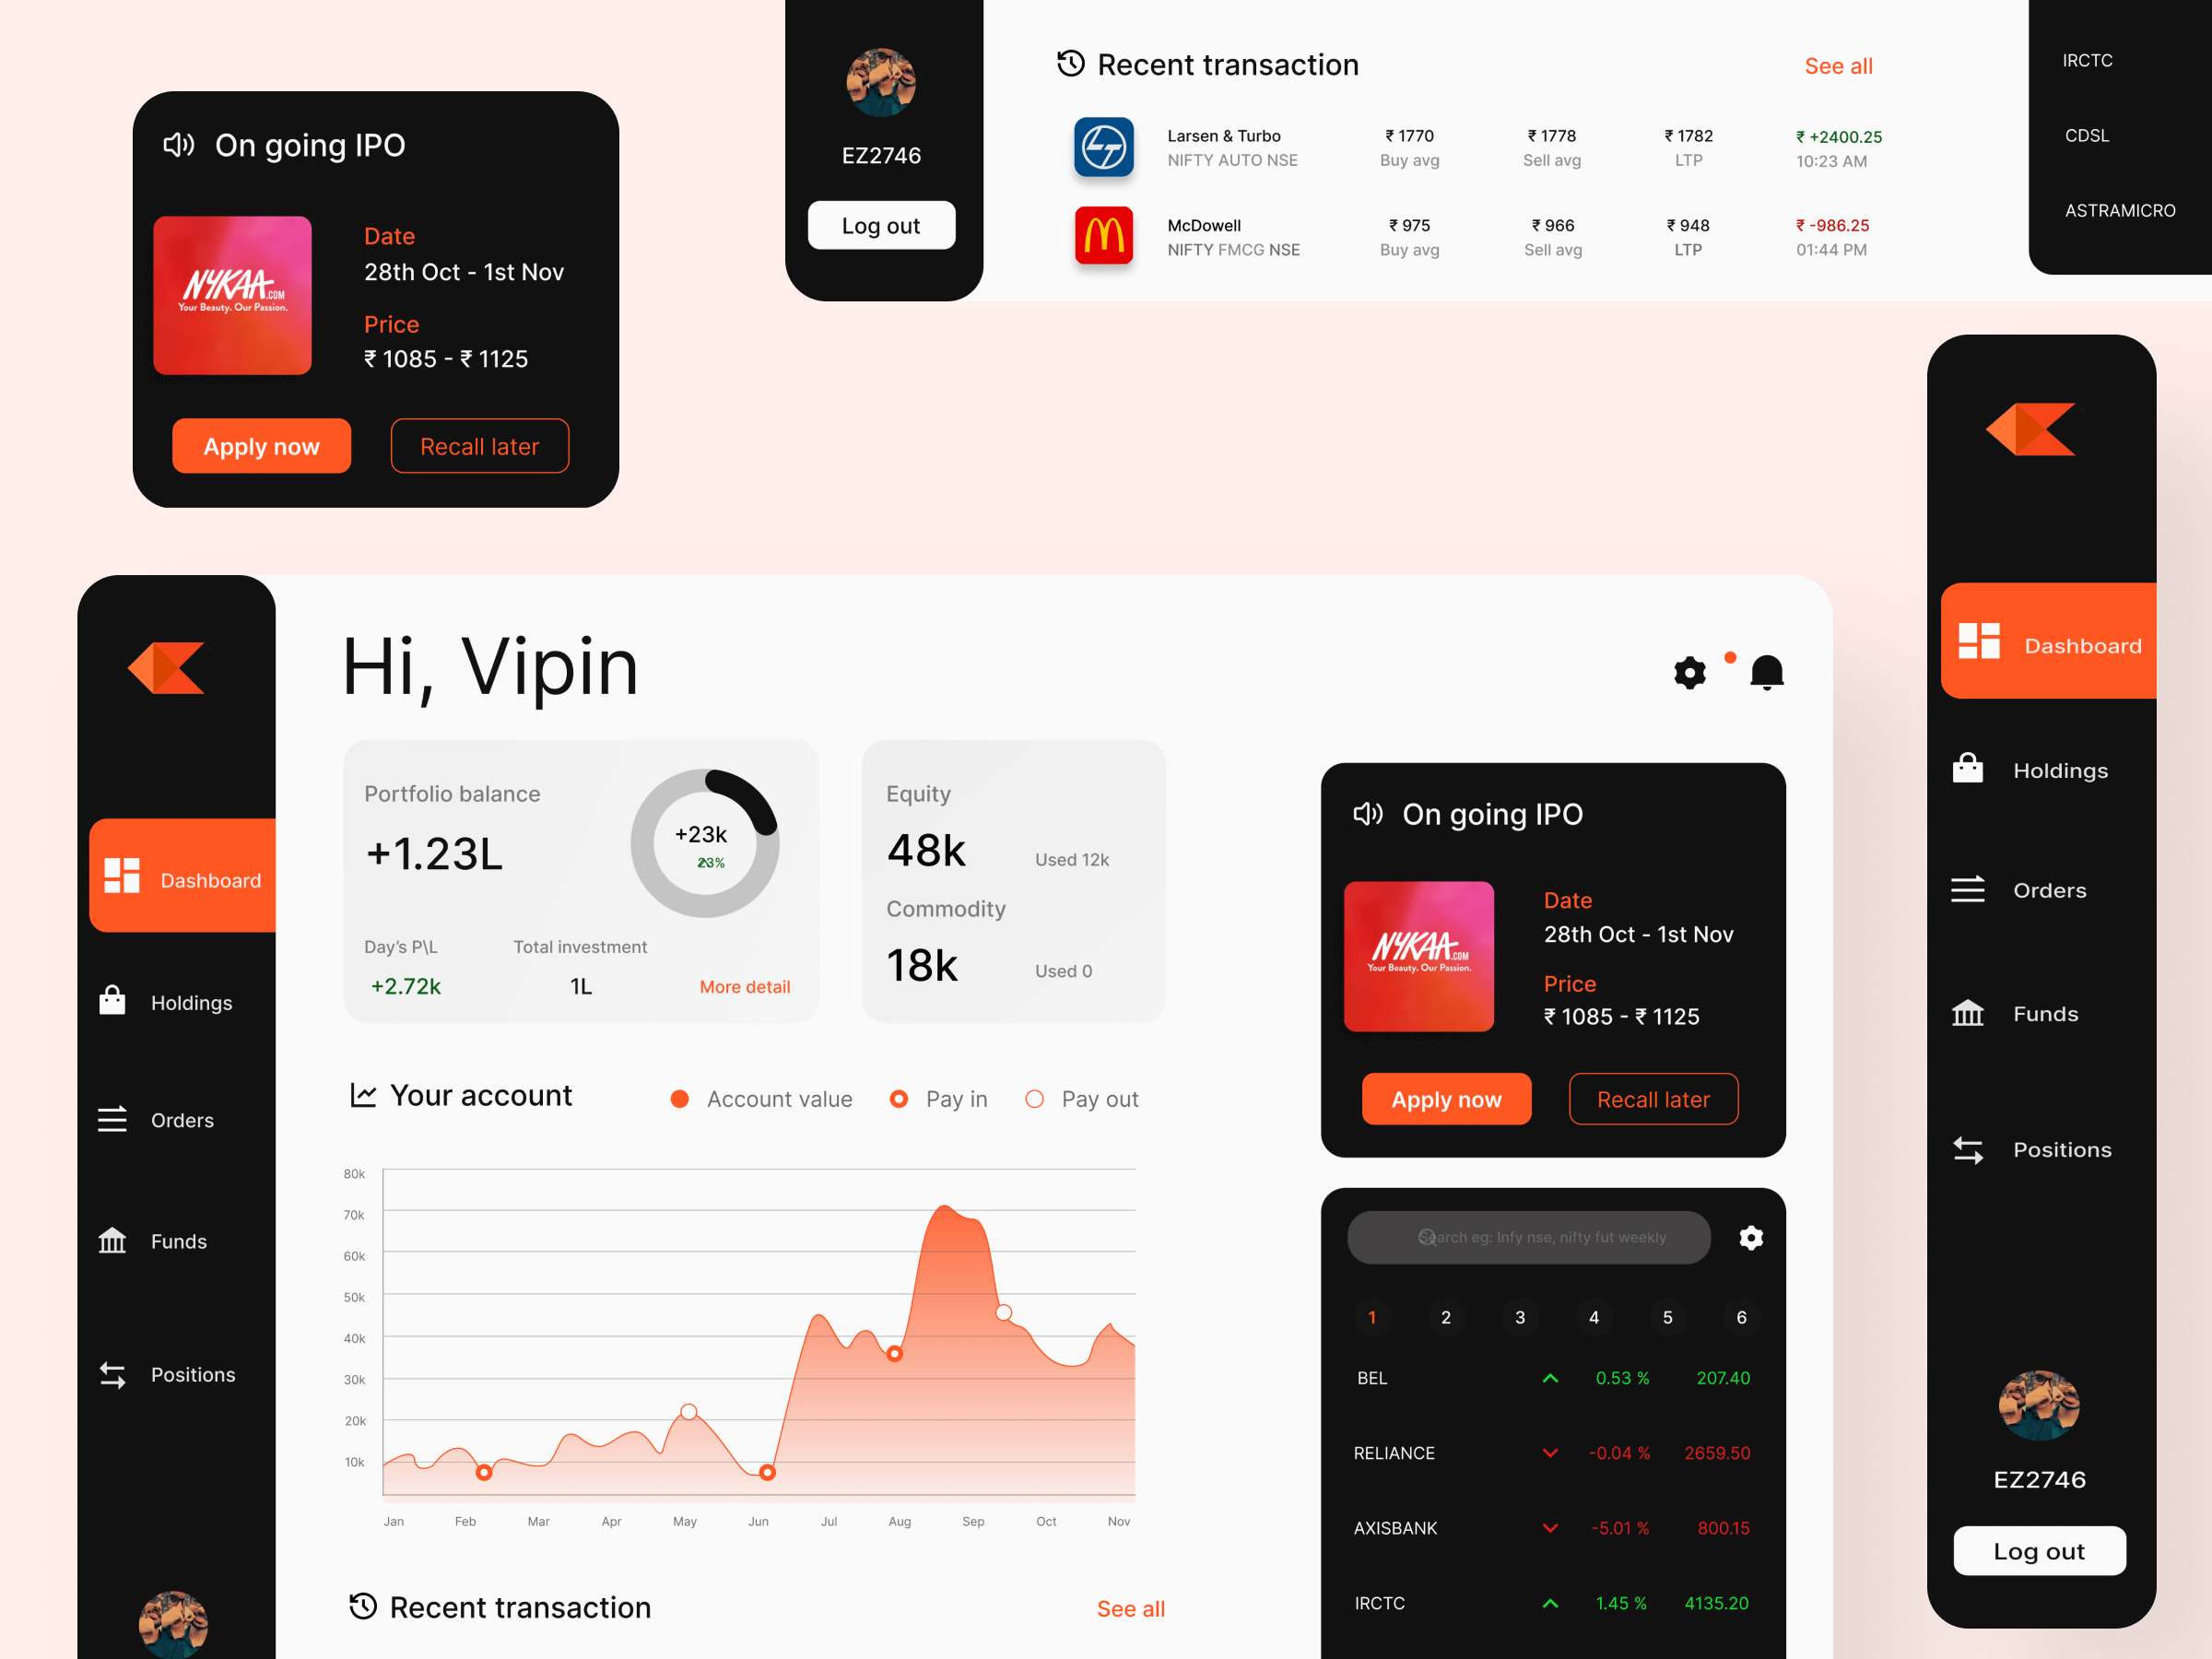 On going IPO
NYKAA.COM
Your Beauty. Our Passion.
Date
28th Oct - 1st Nov
Price
₹ 1085 - ₹ 1125
Apply now
Recall later
EZ2746
Log out
Recent transaction
See all
Larsen & Turbo ₹ 1770 ₹ 1778 ₹ 1782 ₹ +2400.25
NIFTY AUTO NSE Buy avg Sell avg LTP 10:23 AM
McDowell ₹ 975 ₹ 966 ₹ 948 ₹ -986.25
NIFTY FMCG NSE Buy avg Sell avg LTP 01:44 PM
IRCTC
CDSL
ASTRAMICRO
Dashboard
Holdings
Orders
Funds
Positions
Hi, Vipin
Portfolio balance
+1.23L
+23k
23%
Day's P\L
+2.72k
Total investment
1L
More detail
Equity
48k Used 12k
Commodity
18k Used 0
Your account
Account value Pay in Pay out
80k
70k
60k
50k
40k
30k
20k
10k
Jan Feb Mar Apr May Jun Jul Aug Sep Oct Nov
Recent transaction
See all
On going IPO
NYKAA.COM
Your Beauty. Our Passion.
Date
28th Oct - 1st Nov
Price
₹ 1085 - ₹ 1125
Apply now
Recall later
Search eg: Infy nse, nifty fut weekly
1 2 3 4 5 6
BEL 0.53 % 207.40
RELIANCE -0.04 % 2659.50
AXISBANK -5.01 % 800.15
IRCTC 1.45 % 4135.20
Dashboard
Holdings
Orders
Funds
Positions
EZ2746
Log out